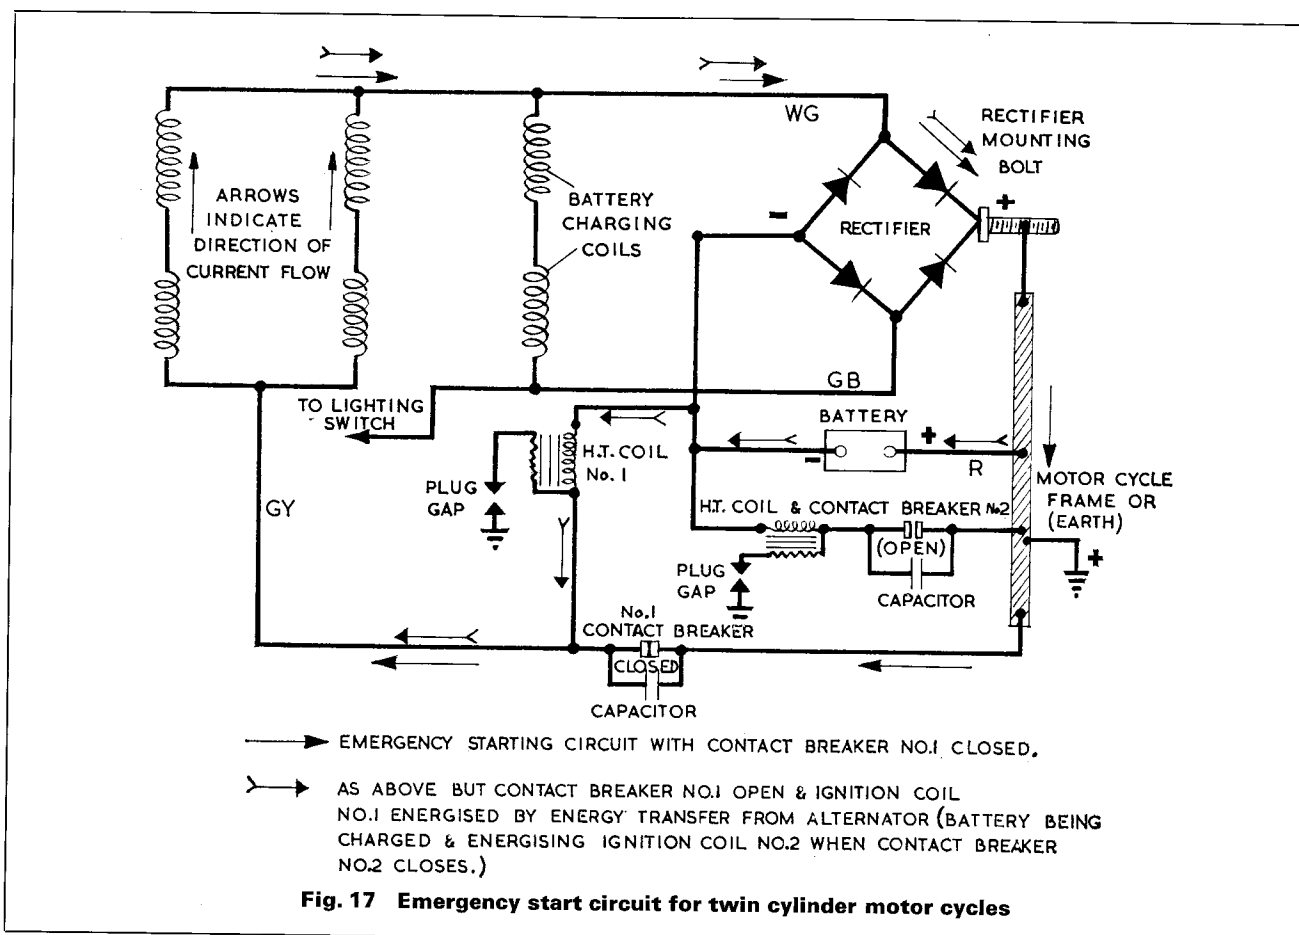 WG
RECTIFIER
MOUNTING
BOLT
ARROWS
INDICATE
DIRECTION OF
CURRENT FLOW
BATTERY
CHARGING
COILS
-
RECTIFIER
+
GB
TO LIGHTING
SWITCH
BATTERY
+
-
R
H.T. COIL
No. 1
PLUG
GAP
GY
MOTOR CYCLE
FRAME OR
(EARTH)
H.T. COIL & CONTACT BREAKER No2
(OPEN)
+
PLUG
GAP
CAPACITOR
No.1
CONTACT BREAKER
CLOSED
CAPACITOR
EMERGENCY STARTING CIRCUIT WITH CONTACT BREAKER NO.1 CLOSED.
AS ABOVE BUT CONTACT BREAKER NO.1 OPEN & IGNITION COIL
NO.1 ENERGISED BY ENERGY TRANSFER FROM ALTERNATOR (BATTERY BEING
CHARGED & ENERGISING IGNITION COIL NO.2 WHEN CONTACT BREAKER
NO.2 CLOSES.)
Fig. 17 Emergency start circuit for twin cylinder motor cycles